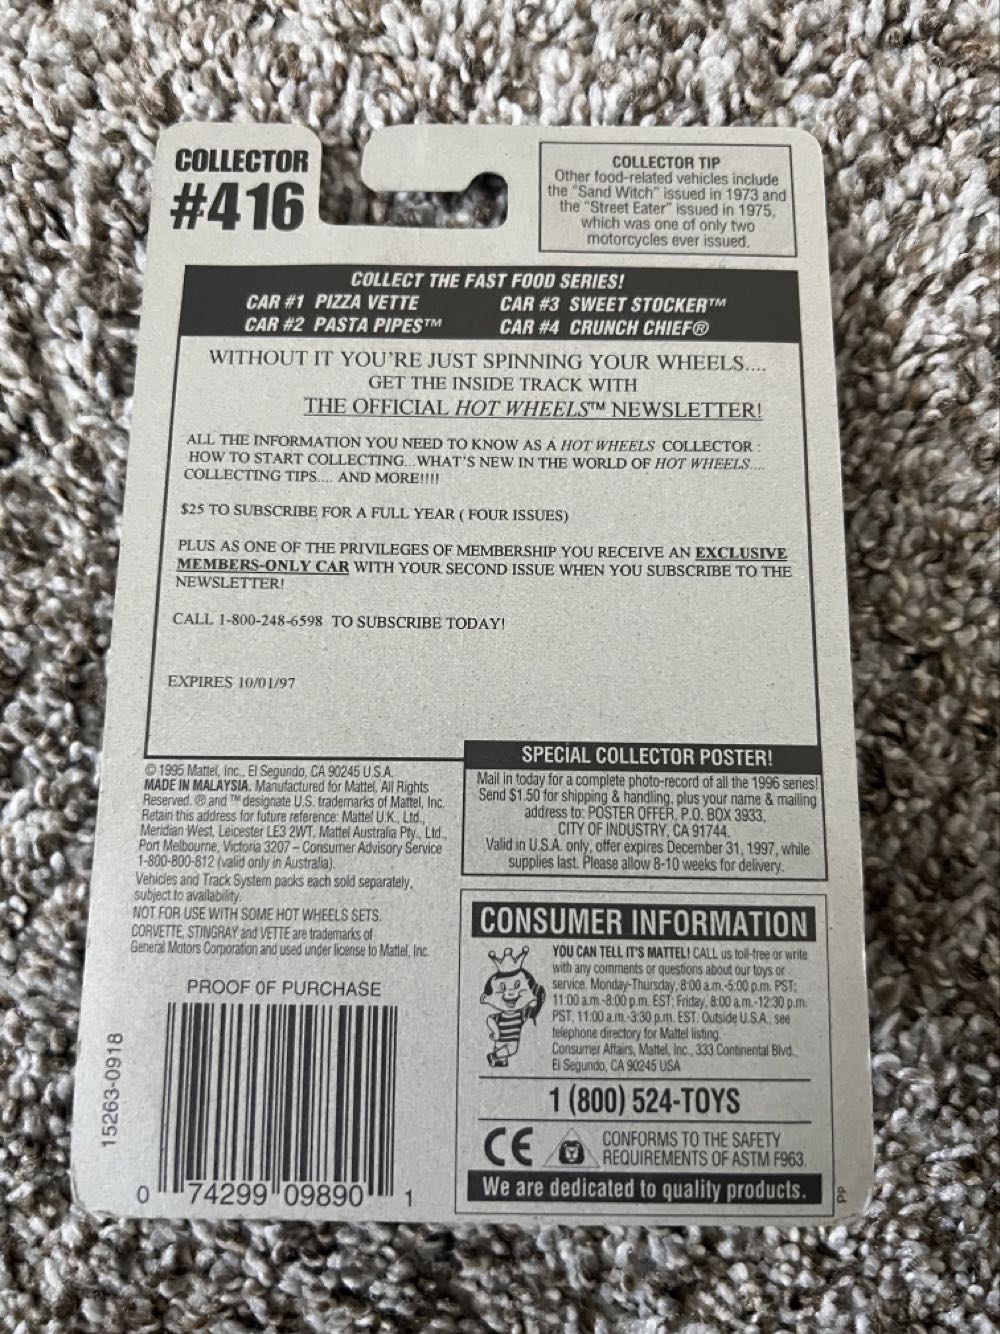 COLLECTOR
#416
COLLECTOR TIP
Other food-related vehicles include
the "Sand Witch" issued in 1973 and
the "Street Eater" issued in 1975,
which was one of only two
motorcycles ever issued.
COLLECT THE FAST FOOD SERIES!
CAR #1 PIZZA VETTE
CAR #2 PASTA PIPES™
CAR #3 SWEET STOCKER™
CAR #4 CRUNCH CHIEF®
WITHOUT IT YOU'RE JUST SPINNING YOUR WHEELS....
GET THE INSIDE TRACK WITH
THE OFFICIAL HOT WHEELS™ NEWSLETTER!
ALL THE INFORMATION YOU NEED TO KNOW AS A HOT WHEELS COLLECTOR :
HOW TO START COLLECTING...WHAT'S NEW IN THE WORLD OF HOT WHEELS....
COLLECTING TIPS.... AND MORE!!!!
$25 TO SUBSCRIBE FOR A FULL YEAR ( FOUR ISSUES)
PLUS AS ONE OF THE PRIVILEGES OF MEMBERSHIP YOU RECEIVE AN EXCLUSIVE
MEMBERS-ONLY CAR WITH YOUR SECOND ISSUE WHEN YOU SUBSCRIBE TO THE
NEWSLETTER!
CALL 1-800-248-6598 TO SUBSCRIBE TODAY!
EXPIRES 10/01/97
© 1995 Mattel, Inc., El Segundo, CA 90245 U.S.A.
MADE IN MALAYSIA. Manufactured for Mattel, All Rights
Reserved. ® and ™ designate U.S. trademarks of Mattel, Inc.
Retain this address for future reference: Mattel U.K., Ltd.,
Meridian West, Leicester LE3 2WT. Mattel Australia Pty., Ltd.,
Port Melbourne, Victoria 3207 – Consumer Advisory Service
1-800-800-812 (valid only in Australia).
Vehicles and Track System packs each sold separately,
subject to availability.
NOT FOR USE WITH SOME HOT WHEELS SETS.
CORVETTE, STINGRAY and VETTE are trademarks of
General Motors Corporation and used under license to Mattel, Inc.
SPECIAL COLLECTOR POSTER!
Mail in today for a complete photo-record of all the 1996 series!
Send $1.50 for shipping & handling, plus your name & mailing
address to: POSTER OFFER, P.O. BOX 3933,
CITY OF INDUSTRY, CA 91744.
Valid in U.S.A. only, offer expires December 31, 1997, while
supplies last. Please allow 8-10 weeks for delivery.
CONSUMER INFORMATION
YOU CAN TELL IT'S MATTEL! CALL us toll-free or write
with any comments or questions about our toys or
service. Monday-Thursday, 8:00 a.m.-5:00 p.m. PST;
11:00 a.m.-8:00 p.m. EST; Friday, 8:00 a.m.-12:30 p.m.
PST, 11:00 a.m.-3:30 p.m. EST. Outside U.S.A., see
telephone directory for Mattel listing.
Consumer Affairs, Mattel, Inc., 333 Continental Blvd.,
El Segundo, CA 90245 USA
1 (800) 524-TOYS
CE
CONFORMS TO THE SAFETY
REQUIREMENTS OF ASTM F963.
We are dedicated to quality products.
PP
PROOF OF PURCHASE
15263-0918
0 74299 09890 1